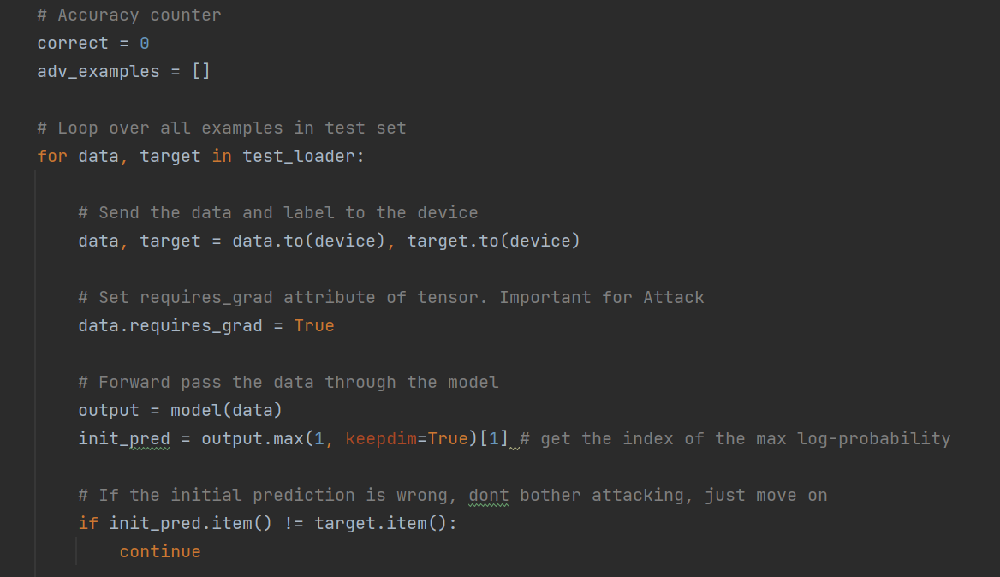 # Accuracy counter
correct = 0
adv_examples = []
# Loop over all examples in test set
for data, target in test_loader:
# Send the data and label to the device
data, target = data.to(device), target.to(device)
# Set requires_grad attribute of tensor. Important for Attack
data.requires_grad = True
# Forward pass the data through the model
output = model(data)
init_pred = output.max(1, keepdim=True)[1] # get the index of the max log-probability
# If the initial prediction is wrong, dont bother attacking, just move on
if init_pred.item() != target.item():
continue